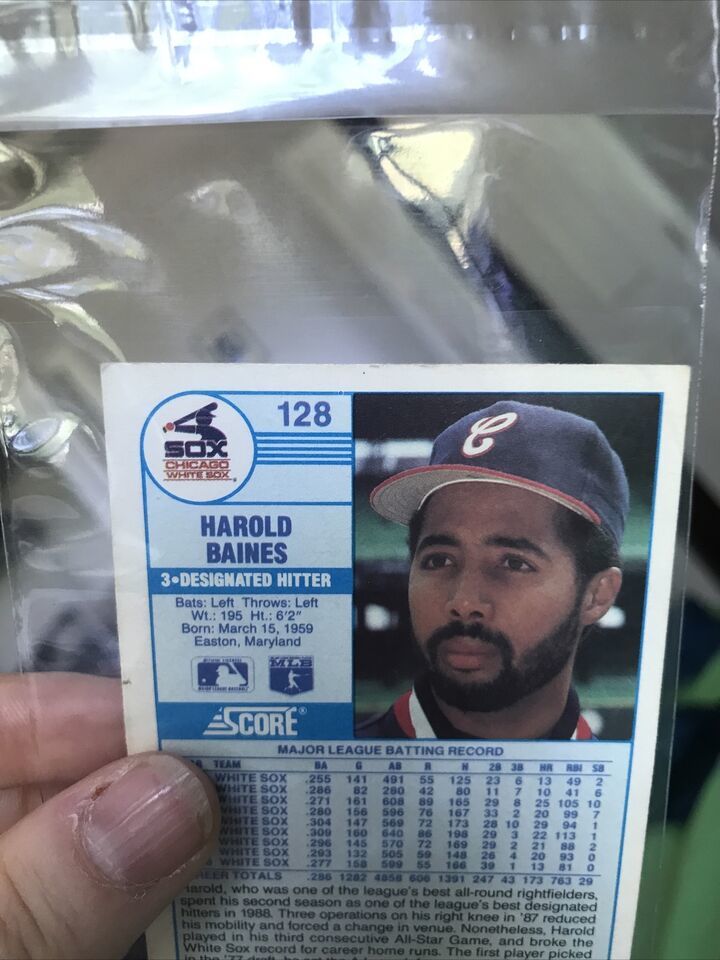 SOX
CHICAGO
WHITE SOX
128
HAROLD
BAINES
3•DESIGNATED HITTER
Bats: Left Throws: Left
Wt.: 195 Ht.: 6'2"
Born: March 15, 1959
Easton, Maryland
MLB
SCORE®
MAJOR LEAGUE BATTING RECORD
TEAM BA G AB R H 2B 3B HR RBI SB
WHITE SOX .255 141 491 55 125 23 6 13 49 2
WHITE SOX .286 82 280 42 80 11 7 10 41 6
WHITE SOX .271 161 608 89 165 29 8 25 105 10
WHITE SOX .280 156 596 76 167 33 2 20 99 7
WHITE SOX .304 147 569 72 173 28 10 29 94 1
WHITE SOX .309 160 640 86 198 29 3 22 113 1
WHITE SOX .296 145 570 72 169 29 2 21 88 2
WHITE SOX .293 132 505 59 148 26 4 20 93 0
WHITE SOX .277 158 599 55 166 39 1 13 81 0
TOTALS .286 1282 4858 606 1391 247 43 173 763 29
Harold, who was one of the league's best all-round rightfielders,
spent his second season as one of the league's best designated
hitters in 1988. Three operations on his right knee in '87 reduced
his mobility and forced a change in venue. Nonetheless, Harold
played in his third consecutive All-Star Game, and broke the
White Sox record for career home runs. The first player picked
in the '77 draft, he